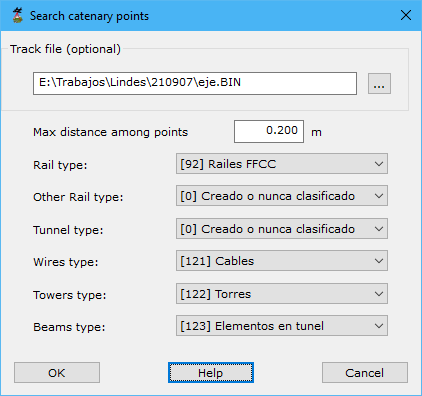 Search catenary points
Track file (optional)
E:\Trabajos\Lindes\210907\eje.BIN
...
Max distance among points 0.200 m
Rail type: [92] Railes FFCC
Other Rail type: [0] Creado o nunca clasificado
Tunnel type: [0] Creado o nunca clasificado
Wires type: [121] Cables
Towers type: [122] Torres
Beams type: [123] Elementos en tunel
OK Help Cancel